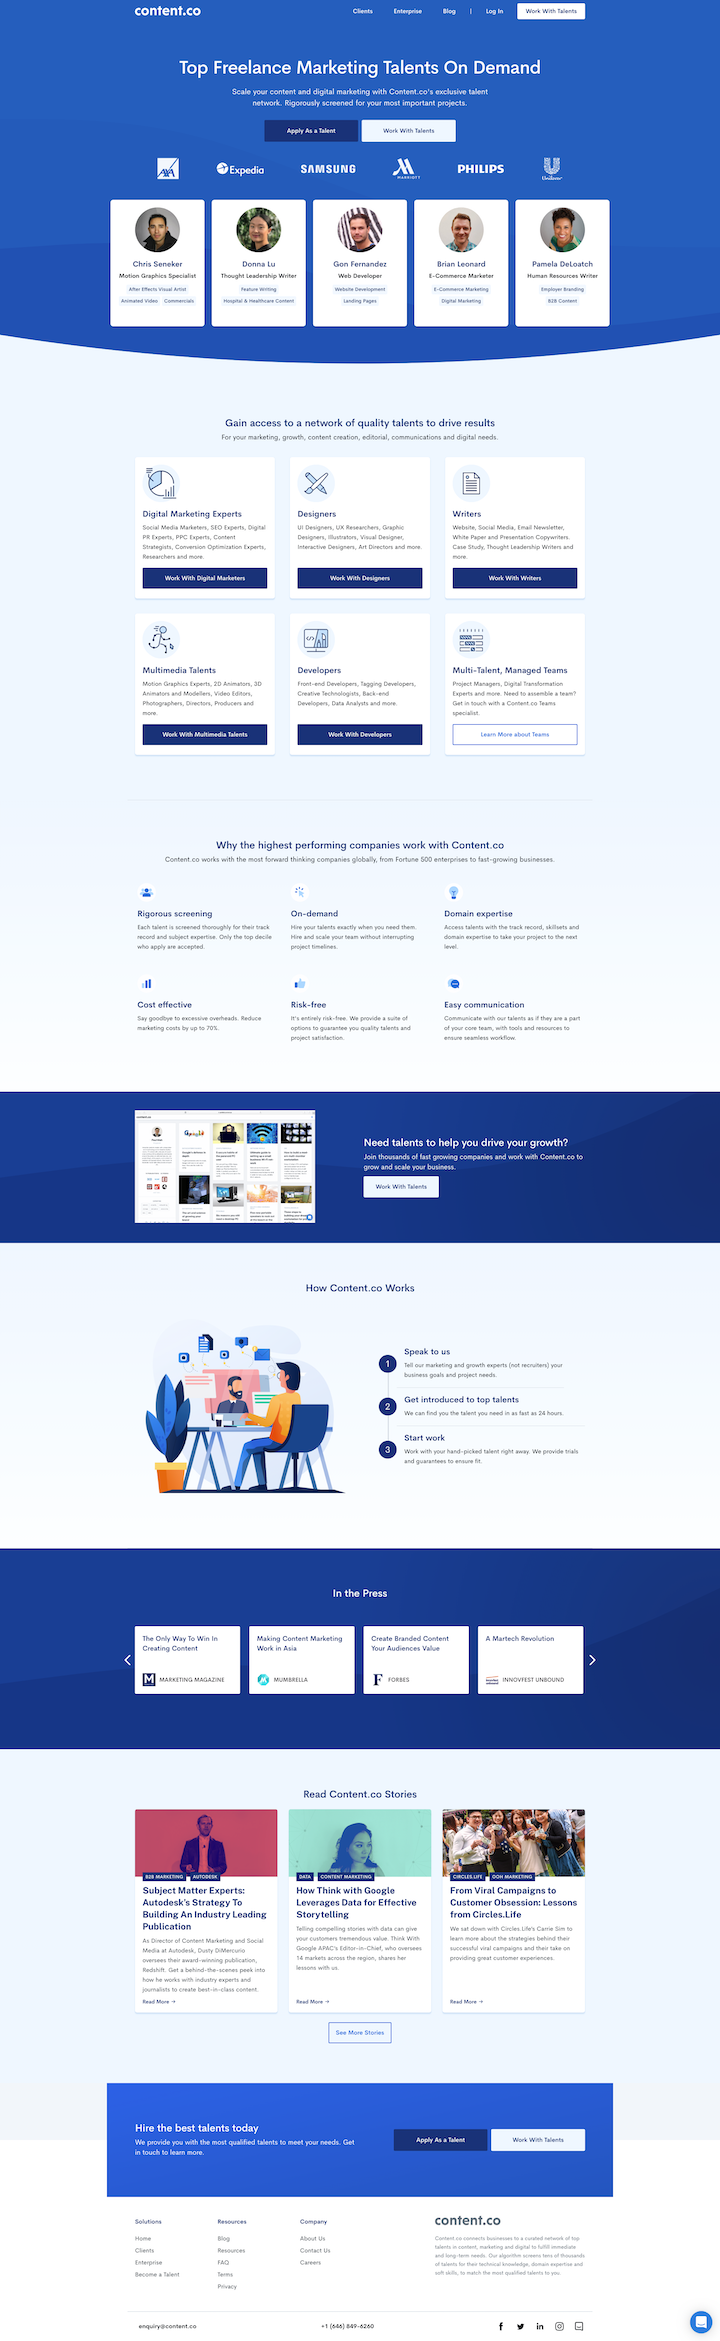 content.co
Clients Enterprise Blog | Log In Work With Talents
Top Freelance Marketing Talents On Demand
Scale your content and digital marketing with Content.co's exclusive talent
network. Rigorously screened for your most important projects.
Apply As a Talent Work With Talents
AXA Expedia SAMSUNG MARRIOTT PHILIPS Unilever
Chris Seneker
Motion Graphics Specialist
After Effects Visual Artist
Animated Video Commercials
Donna Lu
Thought Leadership Writer
Feature Writing
Hospital & Healthcare Content
Gon Fernandez
Web Developer
Website Development
Landing Pages
Brian Leonard
E-Commerce Marketer
E-Commerce Marketing
Digital Marketing
Pamela DeLoatch
Human Resources Writer
Employer Branding
B2B Content
Gain access to a network of quality talents to drive results
For your marketing, growth, content creation, editorial, communications and digital needs.
Digital Marketing Experts
Social Media Marketers, SEO Experts, Digital
PR Experts, PPC Experts, Content
Strategists, Conversion Optimization Experts,
Researchers and more.
Work With Digital Marketers
Designers
UI Designers, UX Researchers, Graphic
Designers, Illustrators, Visual Designer,
Interactive Designers, Art Directors and more.
Work With Designers
Writers
Website, Social Media, Email Newsletter,
White Paper and Presentation Copywriters.
Case Study, Thought Leadership Writers and
more.
Work With Writers
Multimedia Talents
Motion Graphics Experts, 2D Animators, 3D
Animators and Modellers, Video Editors,
Photographers, Directors, Producers and
more.
Work With Multimedia Talents
Developers
Front-end Developers, Tagging Developers,
Creative Technologists, Back-end
Developers, Data Analysts and more.
Work With Developers
Multi-Talent, Managed Teams
Project Managers, Digital Transformation
Experts and more. Need to assemble a team?
Get in touch with a Content.co Teams
specialist.
Learn More about Teams
Why the highest performing companies work with Content.co
Content.co works with the most forward thinking companies globally, from Fortune 500 enterprises to fast-growing businesses.
Rigorous screening
Each talent is screened thoroughly for their track
record and subject expertise. Only the top decile
who apply are accepted.
On-demand
Hire your talents exactly when you need them.
Hire and scale your team without interrupting
project timelines.
Domain expertise
Access talents with the track record, skillsets and
domain expertise to take your project to the next
level.
Cost effective
Say goodbye to excessive overheads. Reduce
marketing costs by up to 70%.
Risk-free
It's entirely risk-free. We provide a suite of
options to guarantee you quality talents and
project satisfaction.
Easy communication
Communicate with our talents as if they are a part
of your core team, with tools and resources to
ensure seamless workflow.
Google
Need talents to help you drive your growth?
Join thousands of fast growing companies and work with Content.co to
grow and scale your business.
Work With Talents
How Content.co Works
1 Speak to us
Tell our marketing and growth experts (not recruiters) your
business goals and project needs.
2 Get introduced to top talents
We can find you the talent you need in as fast as 24 hours.
3 Start work
Work with your hand-picked talent right away. We provide trials
and guarantees to ensure fit.
In the Press
The Only Way To Win In
Creating Content
MARKETING MAGAZINE
Making Content Marketing
Work in Asia
MUMBRELLA
Create Branded Content
Your Audiences Value
F FORBES
A Martech Revolution
INNOVFEST UNBOUND
Read Content.co Stories
B2B MARKETING AUTODESK
Subject Matter Experts:
Autodesk's Strategy To
Building An Industry Leading
Publication
As Director of Content Marketing and Social
Media at Autodesk, Dusty DiMercurio
oversees their award-winning publication,
Redshift. Get a behind-the-scenes peek into
how he works with industry experts and
journalists to create best-in-class content.
Read More →
DATA CONTENT MARKETING
How Think with Google
Leverages Data for Effective
Storytelling
Telling compelling stories with data can give
your customers tremendous value. Think With
Google APAC's Editor-in-Chief, who oversees
14 markets across the region, shares her
lessons with us.
Read More →
CIRCLES.LIFE OOH MARKETING
From Viral Campaigns to
Customer Obsession: Lessons
from Circles.Life
We sat down with Circles.Life's Carrie Sim to
learn more about the strategies behind their
successful viral campaigns and their take on
providing great customer experiences.
Read More →
See More Stories
Hire the best talents today
We provide you with the most qualified talents to meet your needs. Get
in touch to learn more.
Apply As a Talent Work With Talents
Solutions
Home
Clients
Enterprise
Become a Talent
Resources
Blog
Resources
FAQ
Terms
Privacy
Company
About Us
Contact Us
Careers
content.co
Content.co.connects businesses to a curated network of top
talents in content, marketing and digital to fulfill immediate
and long-term needs. Our algorithm screens tens of thousands
of talents for their technical knowledge, domain expertise and
soft skills, to match the most qualified talents to you.
enquiry@content.co +1 (646) 849-6260